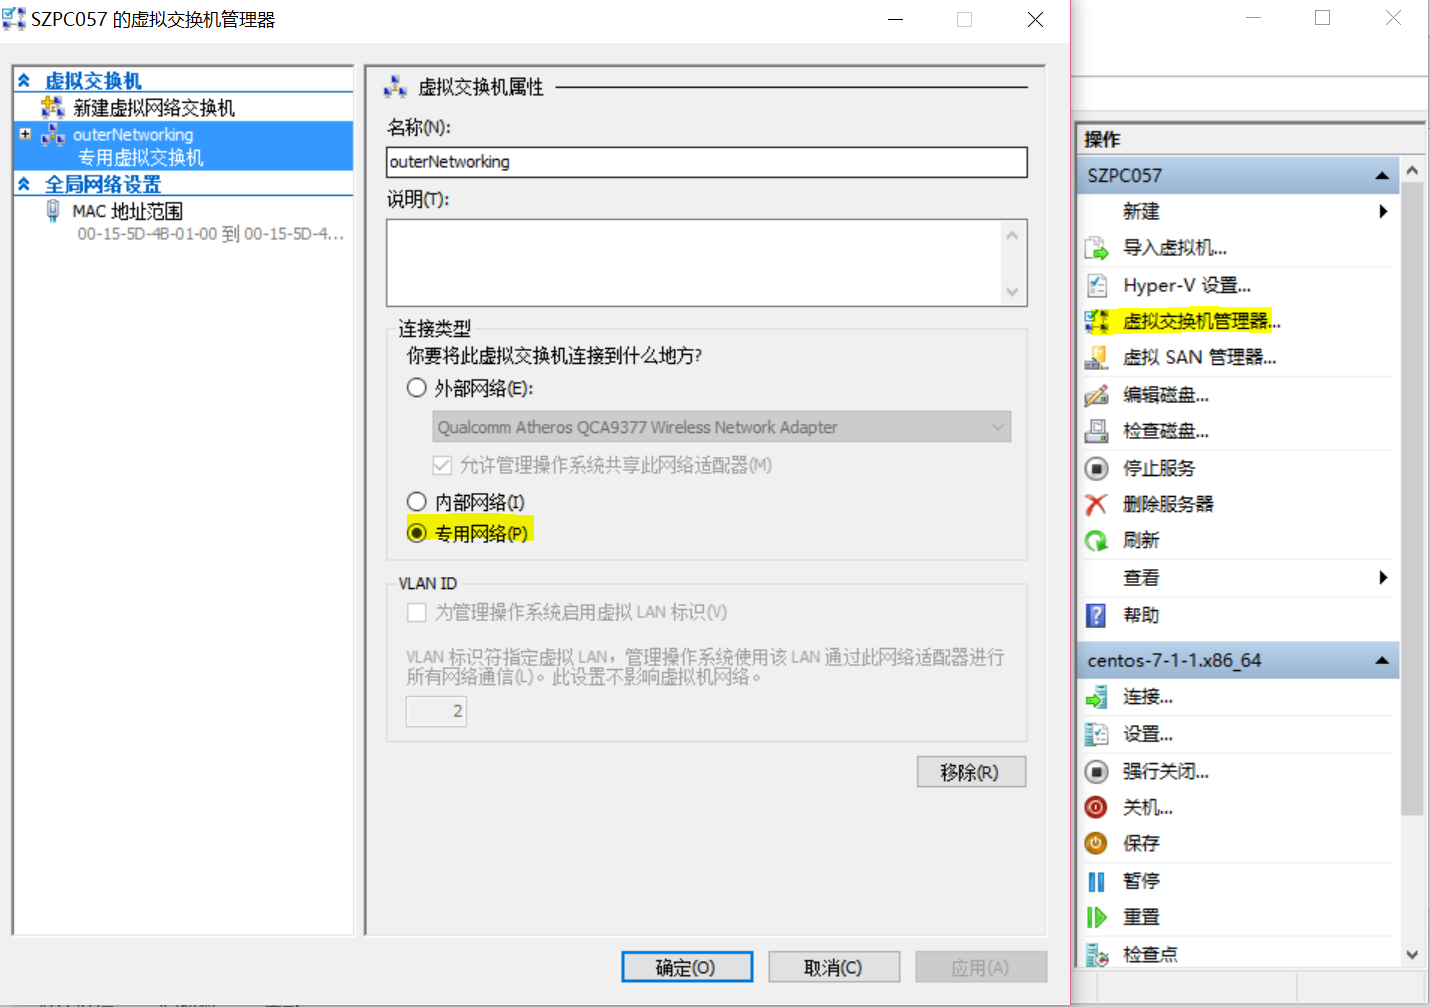 SZPC057 的虚拟交换机管理器
虚拟交换机
新建虚拟网络交换机
outerNetworking
专用虚拟交换机
全局网络设置
MAC 地址范围
00-15-5D-4B-01-00 到 00-15-5D-4...
虚拟交换机属性
名称(N):
outerNetworking
说明(T):
连接类型
你要将此虚拟交换机连接到什么地方?
外部网络(E):
Qualcomm Atheros QCA9377 Wireless Network Adapter
允许管理操作系统共享此网络适配器(M)
内部网络(I)
专用网络(P)
VLAN ID
为管理操作系统启用虚拟 LAN 标识(V)
VLAN 标识符指定虚拟 LAN，管理操作系统使用该 LAN 通过此网络适配器进行
所有网络通信(L)。此设置不影响虚拟机网络。
2
移除(R)
确定(O)
取消(C)
应用(A)
操作
SZPC057
新建
导入虚拟机...
Hyper-V 设置...
虚拟交换机管理器...
虚拟 SAN 管理器...
编辑磁盘...
检查磁盘...
停止服务
删除服务器
刷新
查看
帮助
centos-7-1-1.x86_64
连接...
设置...
强行关闭...
关机...
保存
暂停
重置
检查点